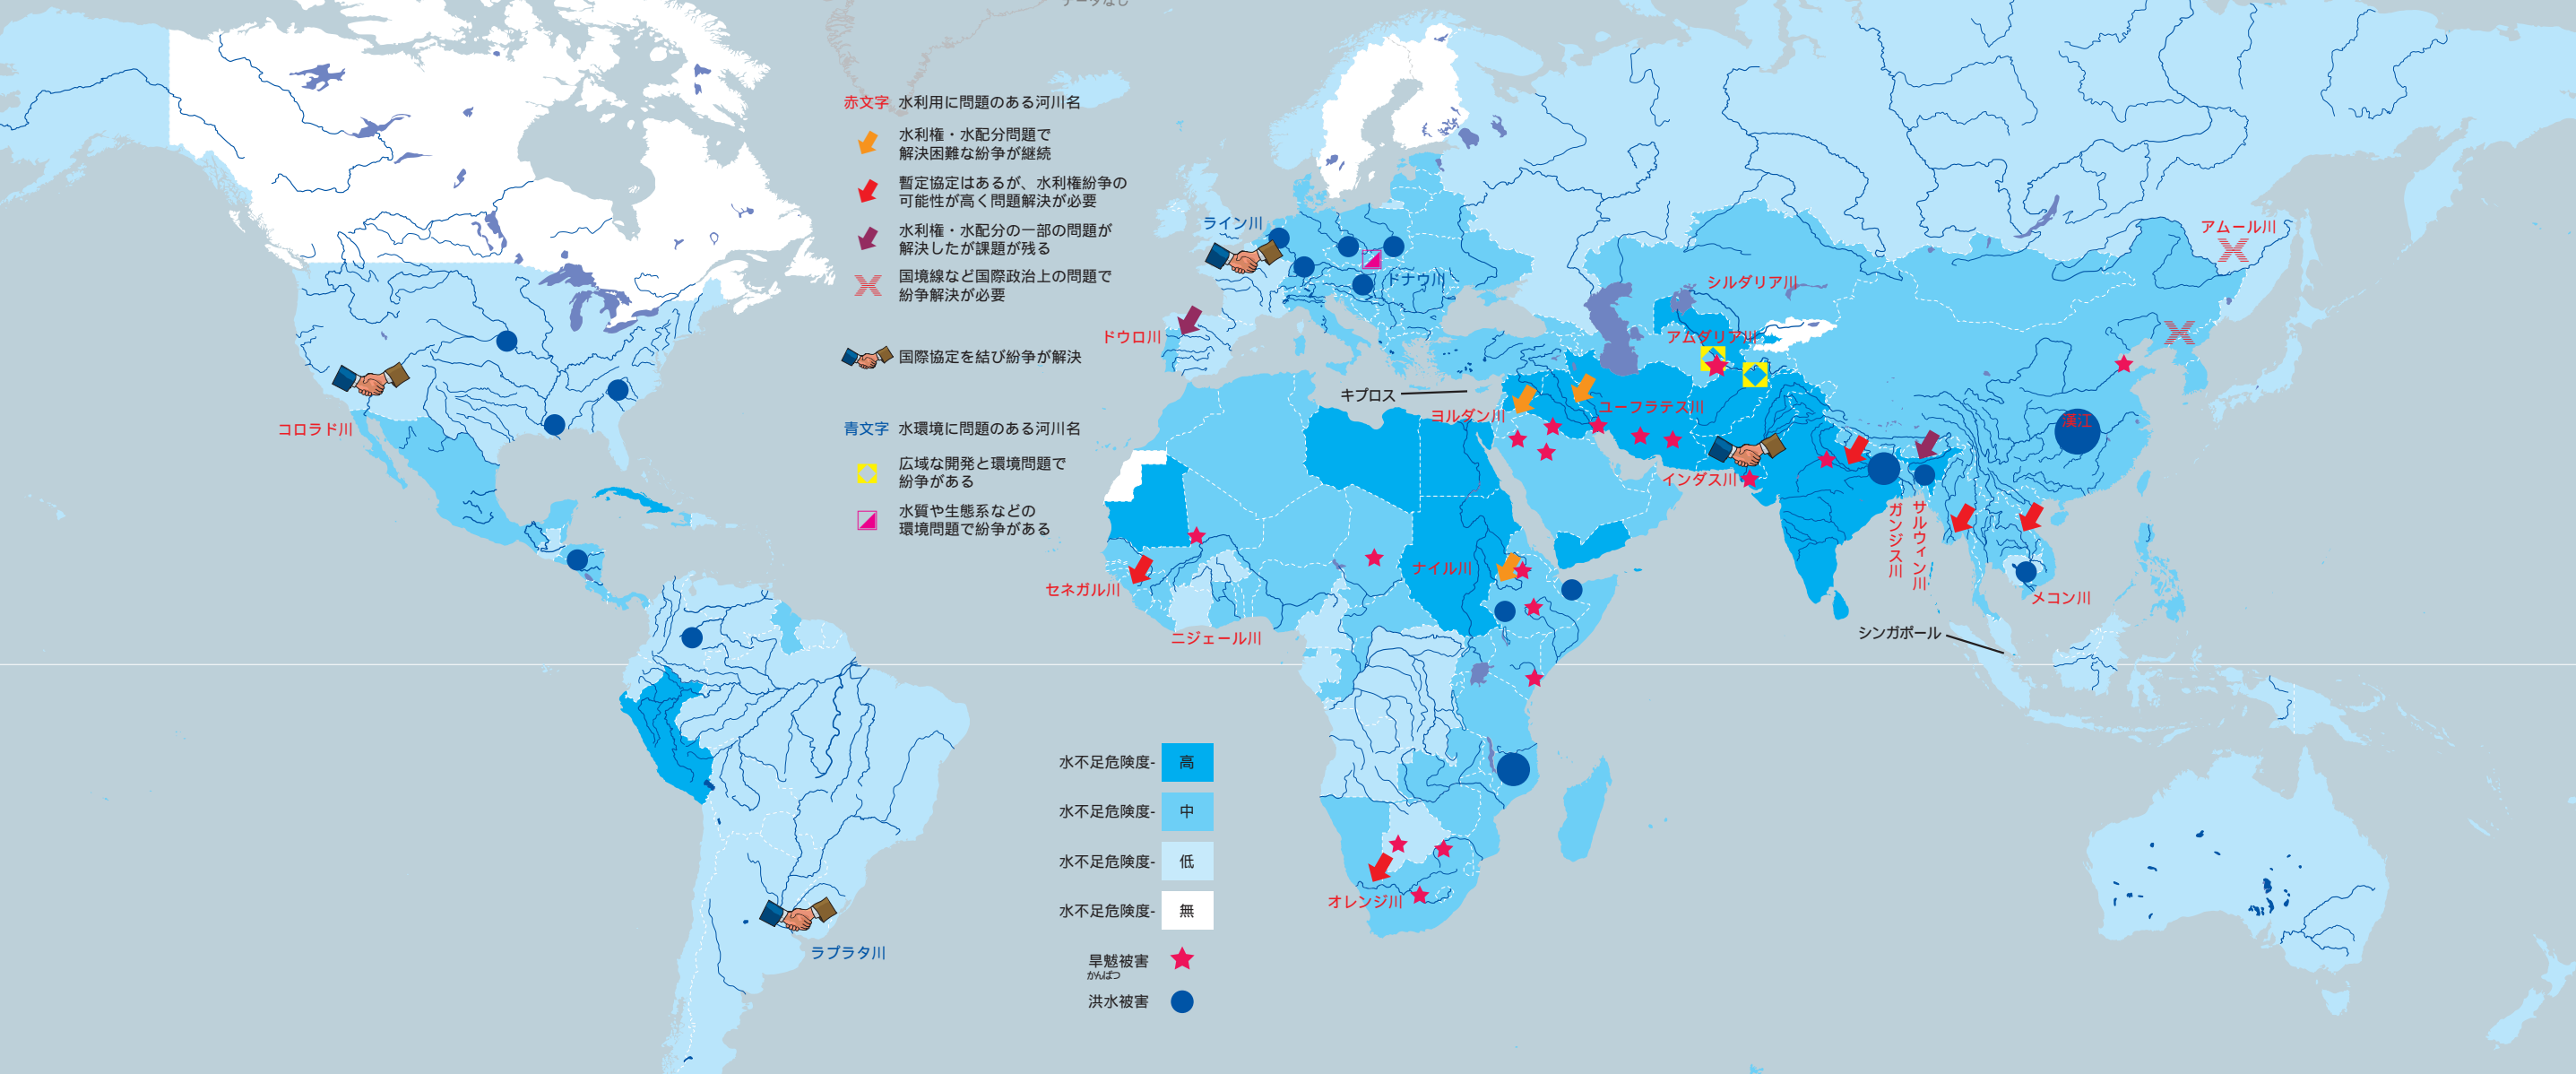 データなし
赤文字 水利用に問題のある河川名
水利権・水配分問題で
解決困難な紛争が継続
暫定協定はあるが、水利権紛争の
可能性が高く問題解決が必要
水利権・水配分の一部の問題が
解決したが課題が残る
国境線など国際政治上の問題で
紛争解決が必要
国際協定を結び紛争が解決
青文字 水環境に問題のある河川名
広域な開発と環境問題で
紛争がある
水質や生態系などの
環境問題で紛争がある
コロラド川
ラプラタ川
ライン川
ドナウ川
ドウロ川
キプロス
ヨルダン川
ユーフラテス川
シルダリア川
アムダリア川
アムール川
漢江
インダス川
ガンジス川
サルウィン川
メコン川
シンガポール
ナイル川
セネガル川
ニジェール川
オレンジ川
水不足危険度- 高
水不足危険度- 中
水不足危険度- 低
水不足危険度- 無
旱魃被害
かんばつ
洪水被害